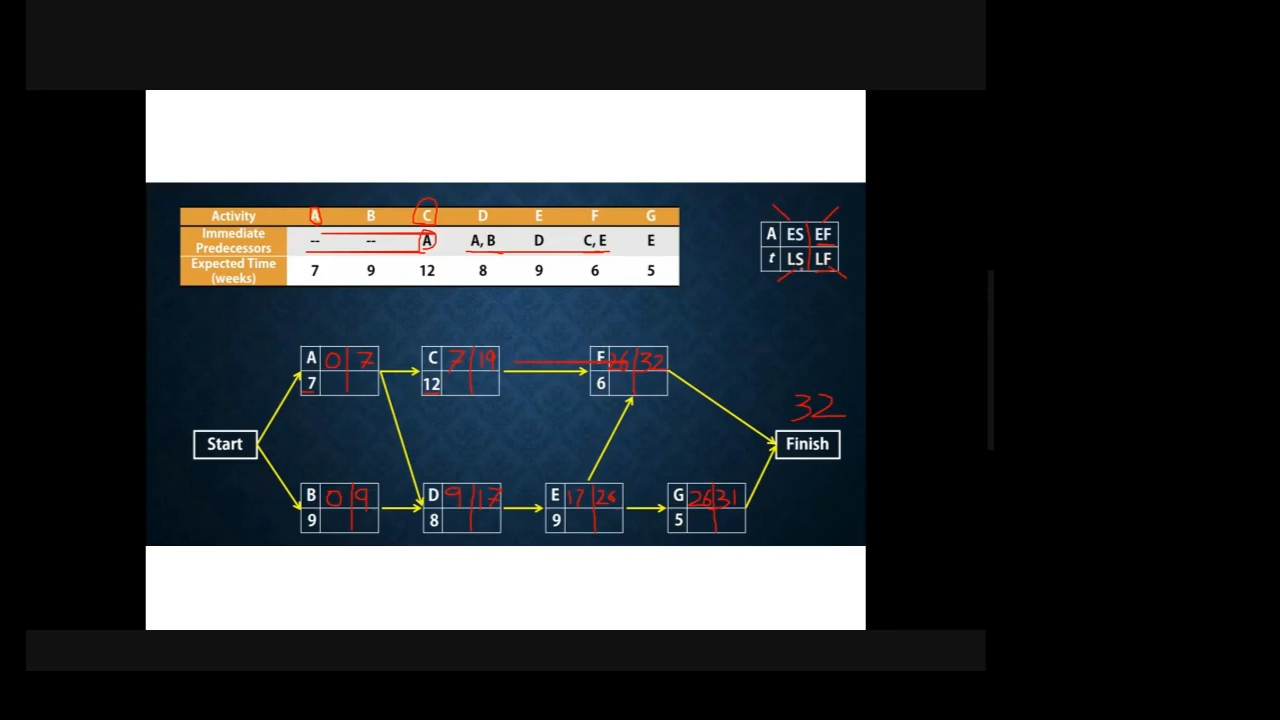 Activity A B C D E F G
Immediate Predecessors -- -- A A, B D C, E E
Expected Time (weeks) 7 9 12 8 9 6 5
A ES EF
t LS LF
A 0 7
7
C 7 19
12
F 26 32
6
32
Start
Finish
B 0 9
9
D 9 17
8
E 17 26
9
G 26 31
5